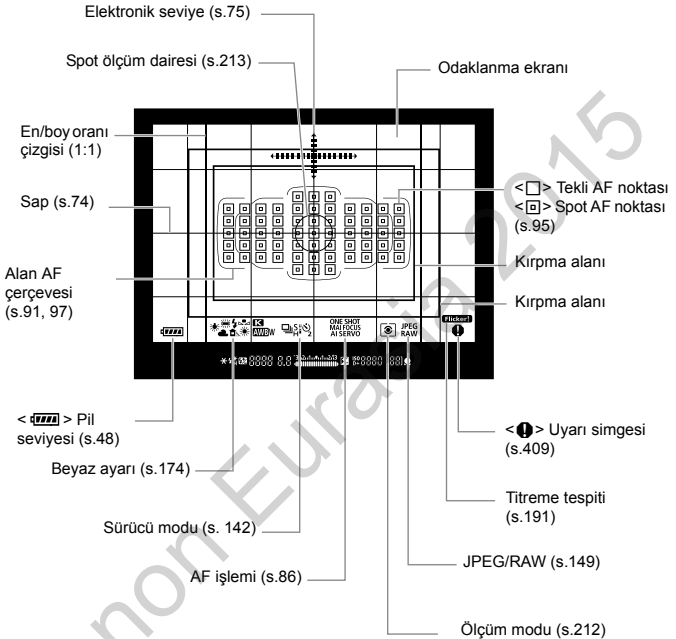 Elektronik seviye (s.75)
Spot ölçüm dairesi (s.213)
Odaklanma ekranı
En/boy oranı
çizgisi (1:1)
Sap (s.74)
<□> Tekli AF noktası
<⊡> Spot AF noktası
(s.95)
Kırpma alanı
Alan AF
çerçevesi
(s.91, 97)
Kırpma alanı
Flicker!
K
AWBW
ONE SHOT
MAI FOCUS
AI SERVO
JPEG
RAW
< > Pil
seviyesi (s.48)
<!> Uyarı simgesi
(s.409)
Beyaz ayarı (s.174)
Titreme tespiti
(s.191)
Sürücü modu (s. 142)
JPEG/RAW (s.149)
AF işlemi (s.86)
Ölçüm modu (s.212)
non Eurasia 2015